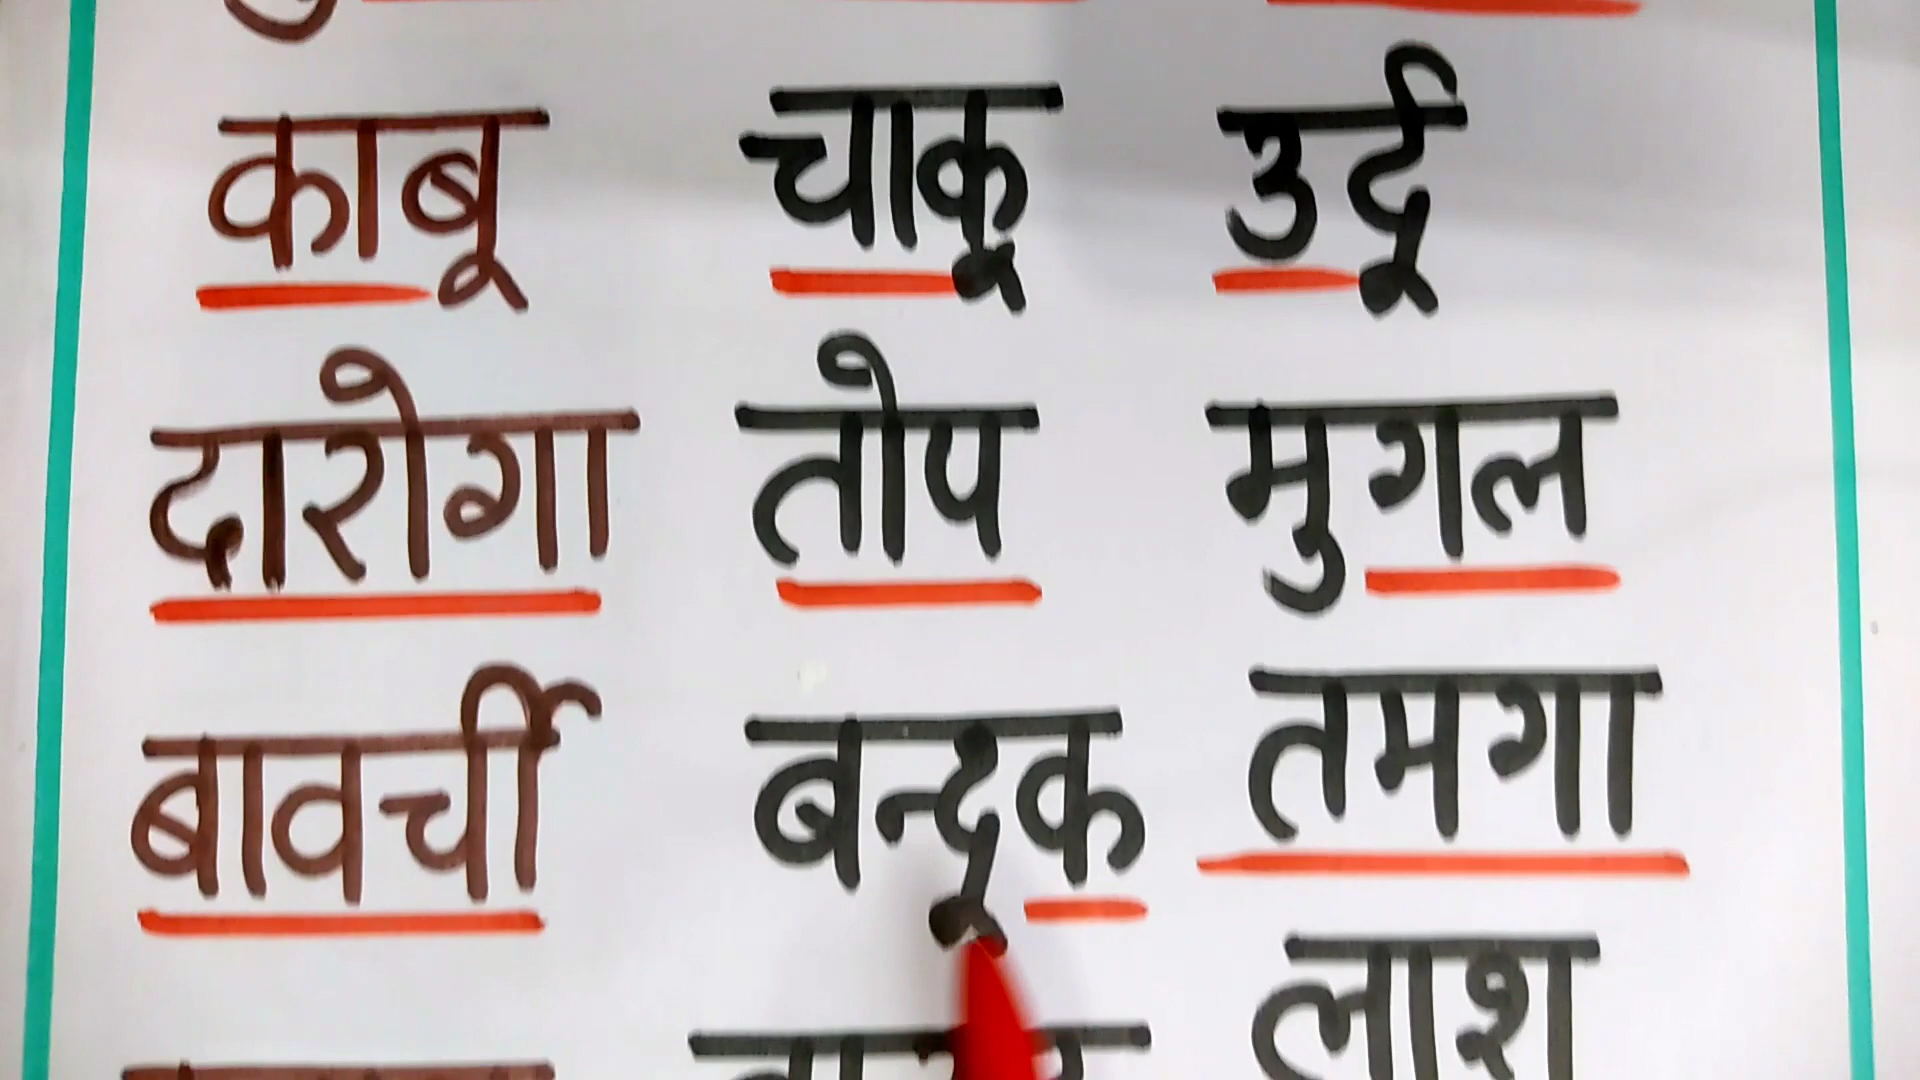 काबू चाकू उर्दू
दारोगा तोप मुगल
बावर्ची बन्दूक तमगा
लाश